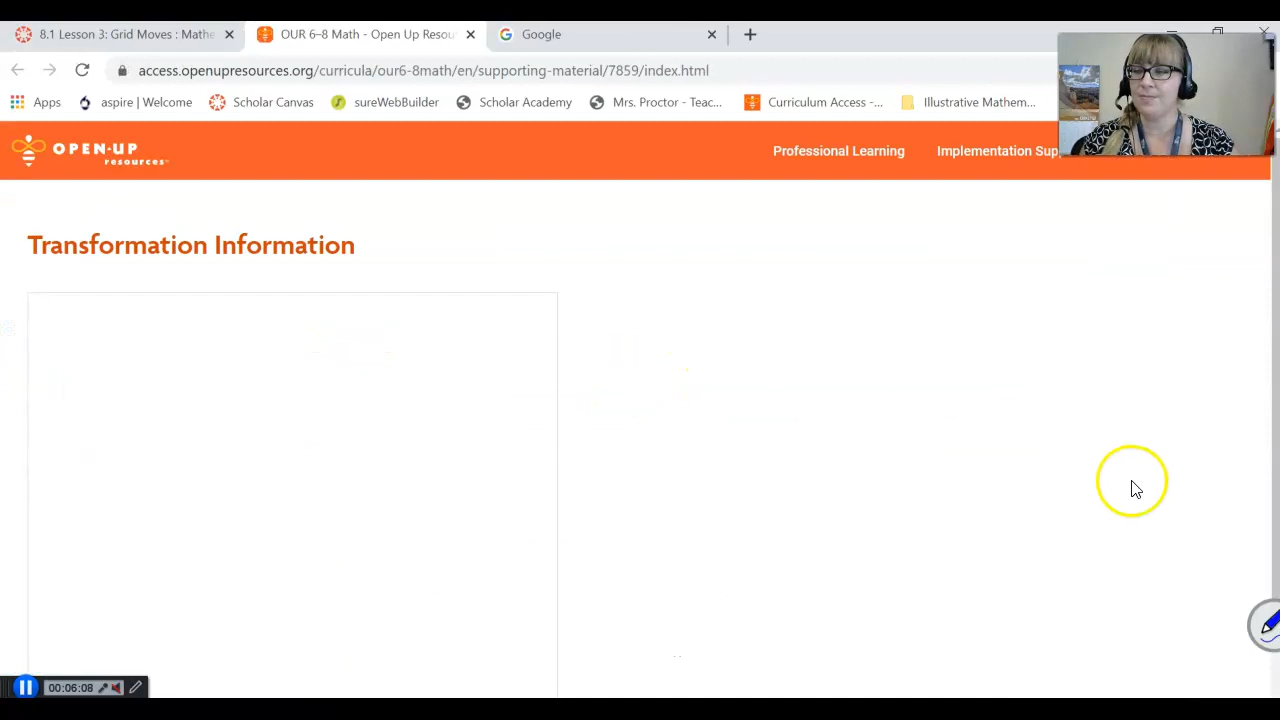 8.1 Lesson 3: Grid Moves : Mathe
OUR 6–8 Math - Open Up Resou
Google
access.openupresources.org/curricula/our6-8math/en/supporting-material/7859/index.html
Apps
aspire | Welcome
Scholar Canvas
sureWebBuilder
Scholar Academy
Mrs. Proctor - Teac...
Curriculum Access -...
Illustrative Mathem...
OPEN-UP
resources™
Professional Learning
Implementation Sup
Transformation Information
00:06:08